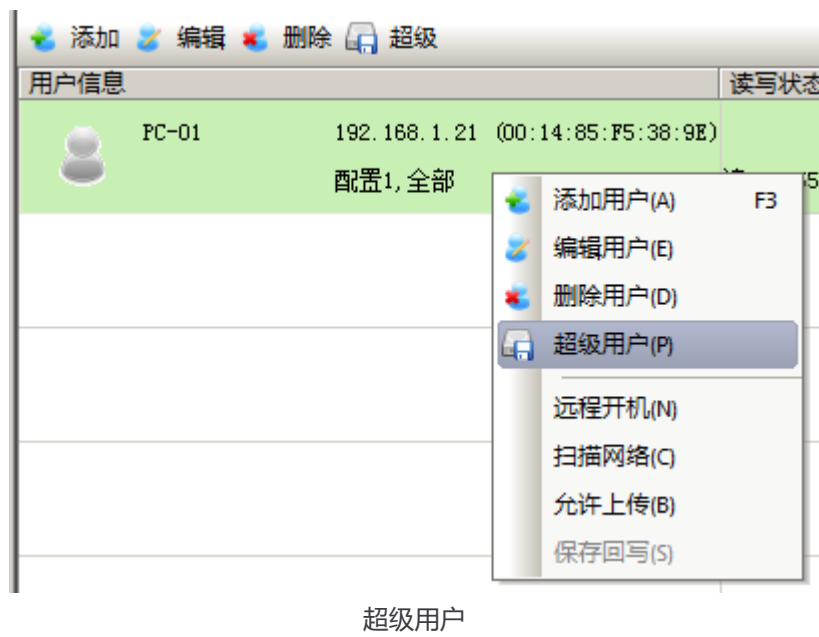 添加 编辑 删除 超级
用户信息 读写状态
PC-01 192.168.1.21 (00:14:85:F5:38:9E)
配置1,全部
添加用户(A) F3
编辑用户(E)
删除用户(D)
超级用户(P)
远程开机(N)
扫描网络(C)
允许上传(B)
保存回写(S)
超级用户